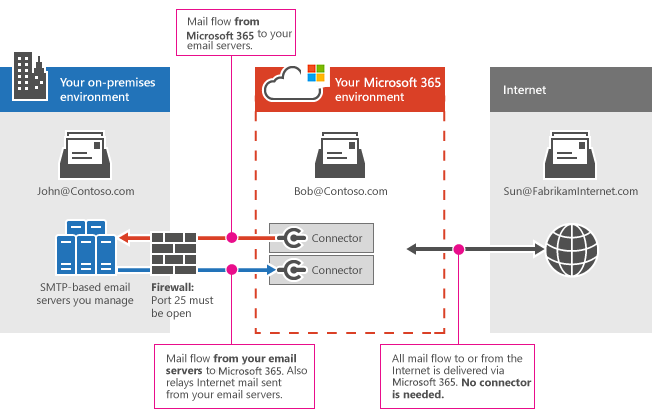 Mail flow from
Microsoft 365 to your
email servers.
Your on-premises
environment
Your Microsoft 365
environment
Internet
John@Contoso.com
Bob@Contoso.com
Sun@FabrikamInternet.com
Connector
Connector
SMTP-based email
servers you manage
Firewall:
Port 25 must
be open
Mail flow from your email
servers to Microsoft 365. Also
relays Internet mail sent
from your email servers.
All mail flow to or from the
Internet is delivered via
Microsoft 365. No connector
is needed.